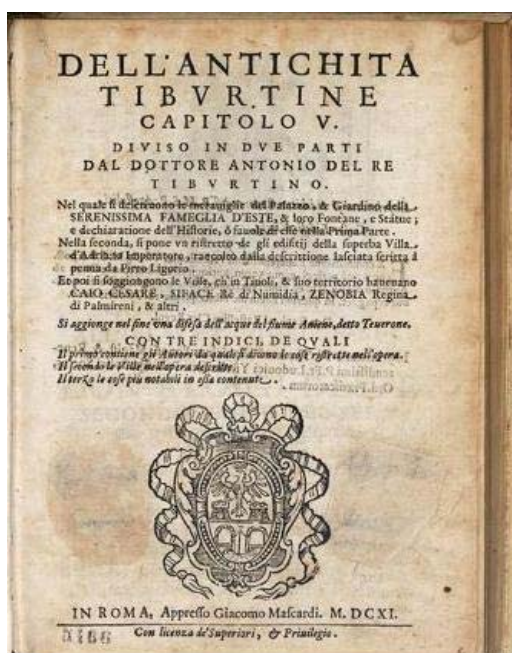 DELL'ANTICHITA
TIBVRTINE
CAPITOLO V.
DIVISO IN DVE PARTI
DAL DOTTORE ANTONIO DEL RE
TIBVRTINO.
Nel quale si descriuono le merauiglie del Palazzo, & Giardino della
SERENISSIMA FAMEGLIA D'ESTE, & loro Fontane, e Statue;
e dechiaratione dell'Historie, ò fauole di esse nella Prima Parte.
Nella seconda, si pone vn ristretto de gli edifitij della superba Villa
d'Adriano Imperatore, raccolto dalla descrittione lasciata scritta à
penna da Pirro Ligorio.
Et poi si soggiongono le Ville, ch'in Tiuoli, & suo territorio haueuano
CAIO CESARE, SIFACE Rè di Numidia, ZENOBIA Regina
di Palmireni, & altri.
Si aggionge nel fine vna difesa dell'acque del fiume Aniene, detto Teuerone.
CON TRE INDICI, DE QVALI
Il primo contiene gli Autori da quali si dicono le cose ristrette nell'opera.
Il secondo le Ville nell'opera descritte.
Il terzo le cose più notabili in essa contenute.
IN ROMA, Appresso Giacomo Mascardi. M. DCXI.
Con licenza de' Superiori, & Priuilegio.